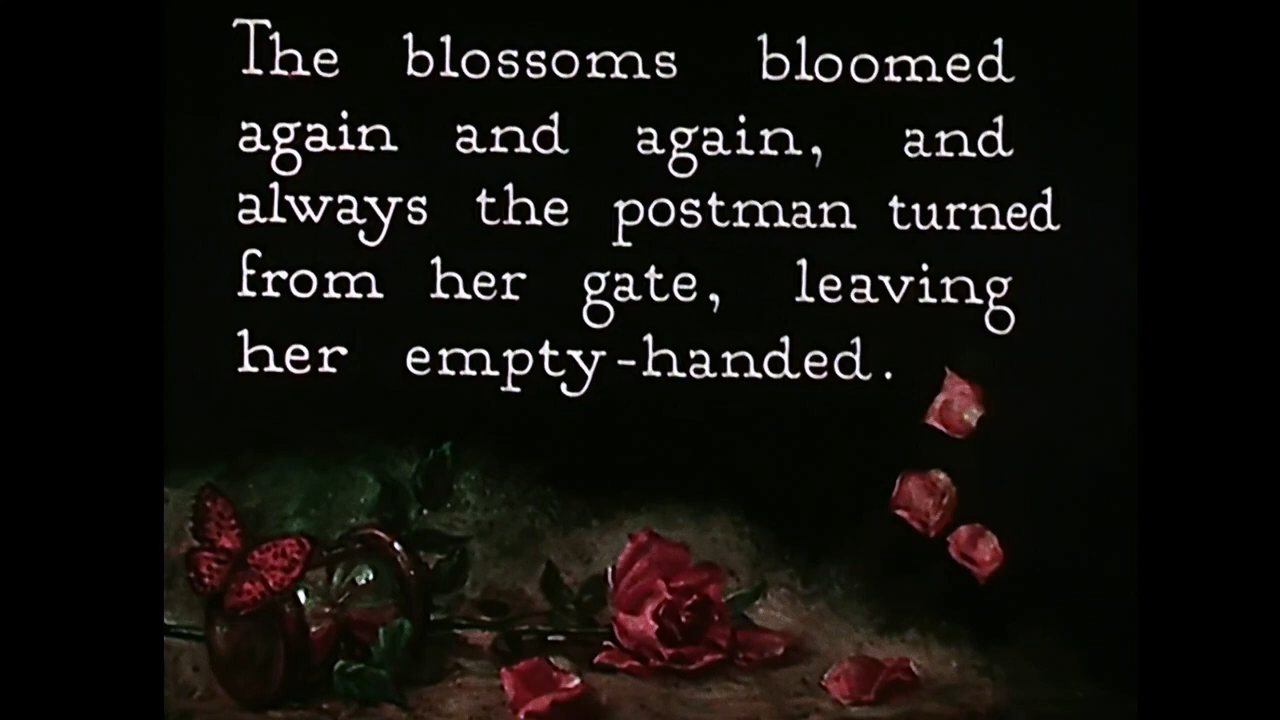 The blossoms bloomed
again and again, and
always the postman turned
from her gate, leaving
her empty-handed.